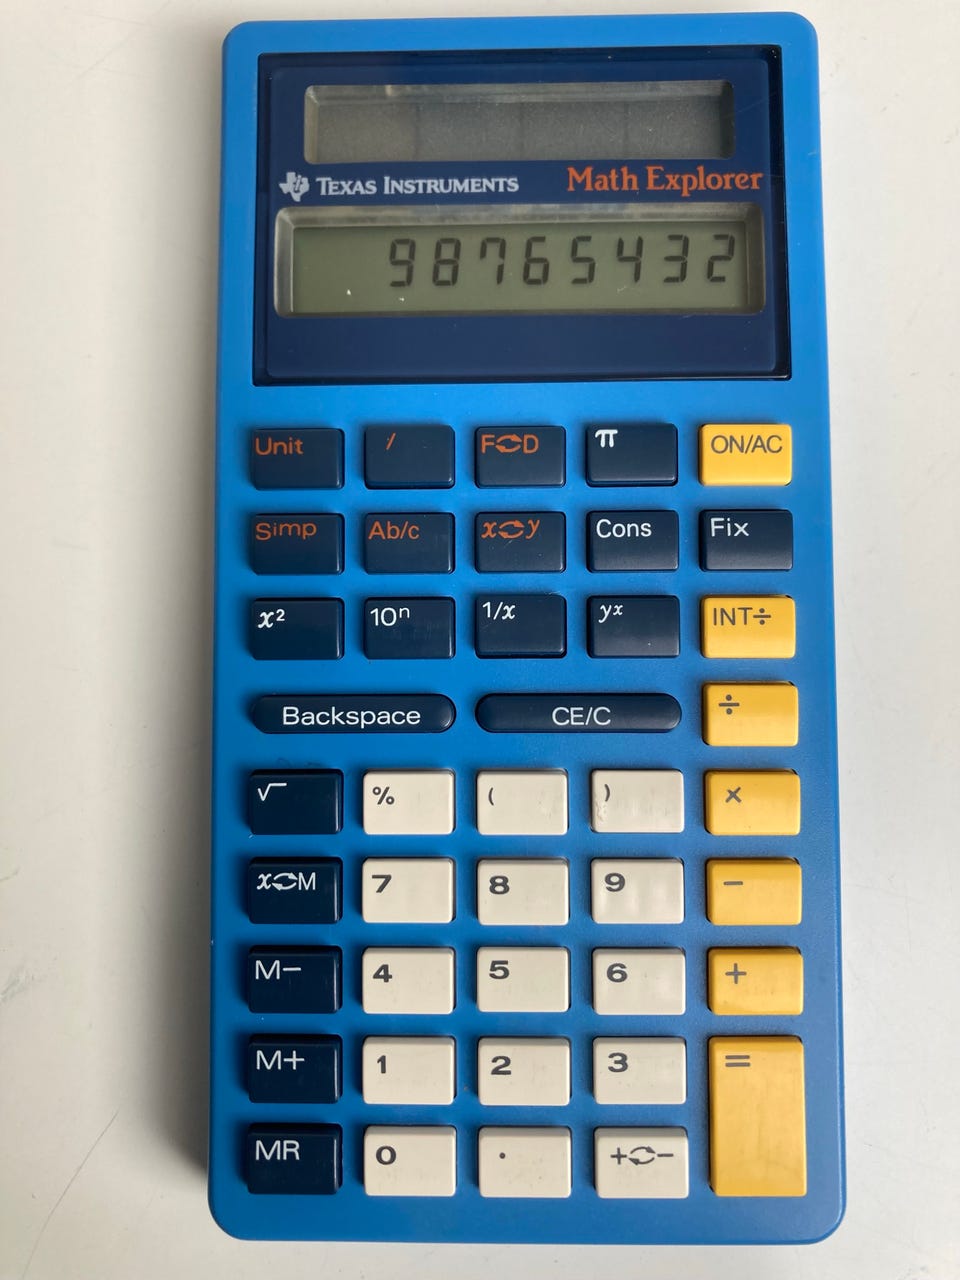 TEXAS INSTRUMENTS Math Explorer
98765432
Unit / F⇄D π ON/AC
Simp Ab/c x⇄y Cons Fix
x² 10ⁿ 1/x yˣ INT÷
Backspace CE/C ÷
√ % ( ) ×
x⇄M 7 8 9 −
M− 4 5 6 +
M+ 1 2 3 =
MR 0 . +⇄−